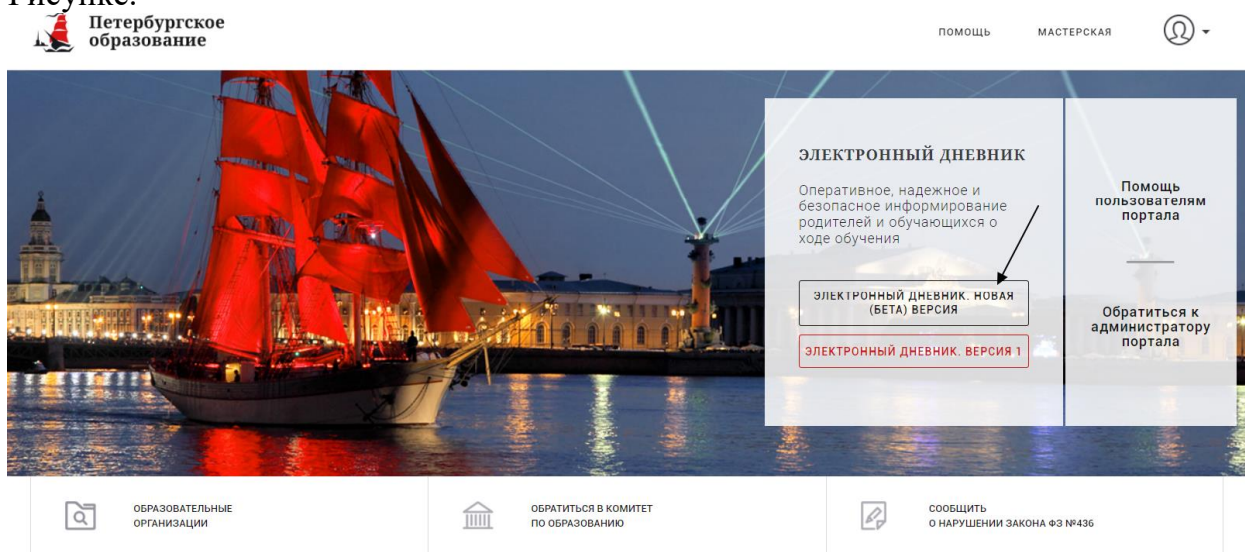 Рисунке.
Петербургское
образование
ПОМОЩЬ
МАСТЕРСКАЯ
ЭЛЕКТРОННЫЙ ДНЕВНИК
Оперативное, надежное и
безопасное информирование
родителей и обучающихся о
ходе обучения
ЭЛЕКТРОННЫЙ ДНЕВНИК. НОВАЯ
(БЕТА) ВЕРСИЯ
ЭЛЕКТРОННЫЙ ДНЕВНИК. ВЕРСИЯ 1
Помощь
пользователям
портала
Обратиться к
администратору
портала
ОБРАЗОВАТЕЛЬНЫЕ
ОРГАНИЗАЦИИ
ОБРАТИТЬСЯ В КОМИТЕТ
ПО ОБРАЗОВАНИЮ
СООБЩИТЬ
О НАРУШЕНИИ ЗАКОНА ФЗ №436